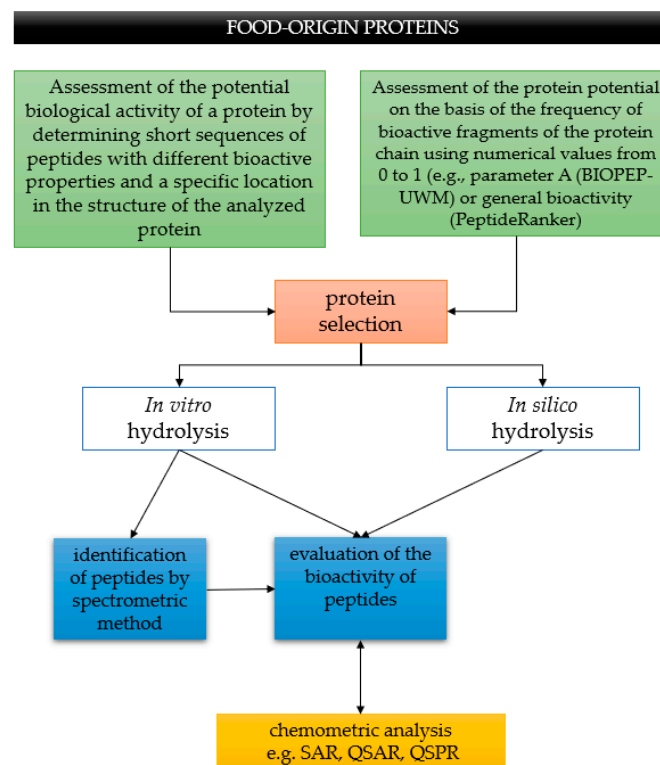 FOOD-ORIGIN PROTEINS
Assessment of the potential
biological activity of a protein by
determining short sequences of
peptides with different bioactive
properties and a specific location
in the structure of the analyzed
protein
Assessment of the protein potential
on the basis of the frequency of
bioactive fragments of the protein
chain using numerical values from
0 to 1 (e.g., parameter A (BIOPEP-
UWM) or general bioactivity
(PeptideRanker)
protein
selection
In vitro
hydrolysis
In silico
hydrolysis
identification
of peptides by
spectrometric
method
evaluation of the
bioactivity of
peptides
chemometric analysis
e.g. SAR, QSAR, QSPR